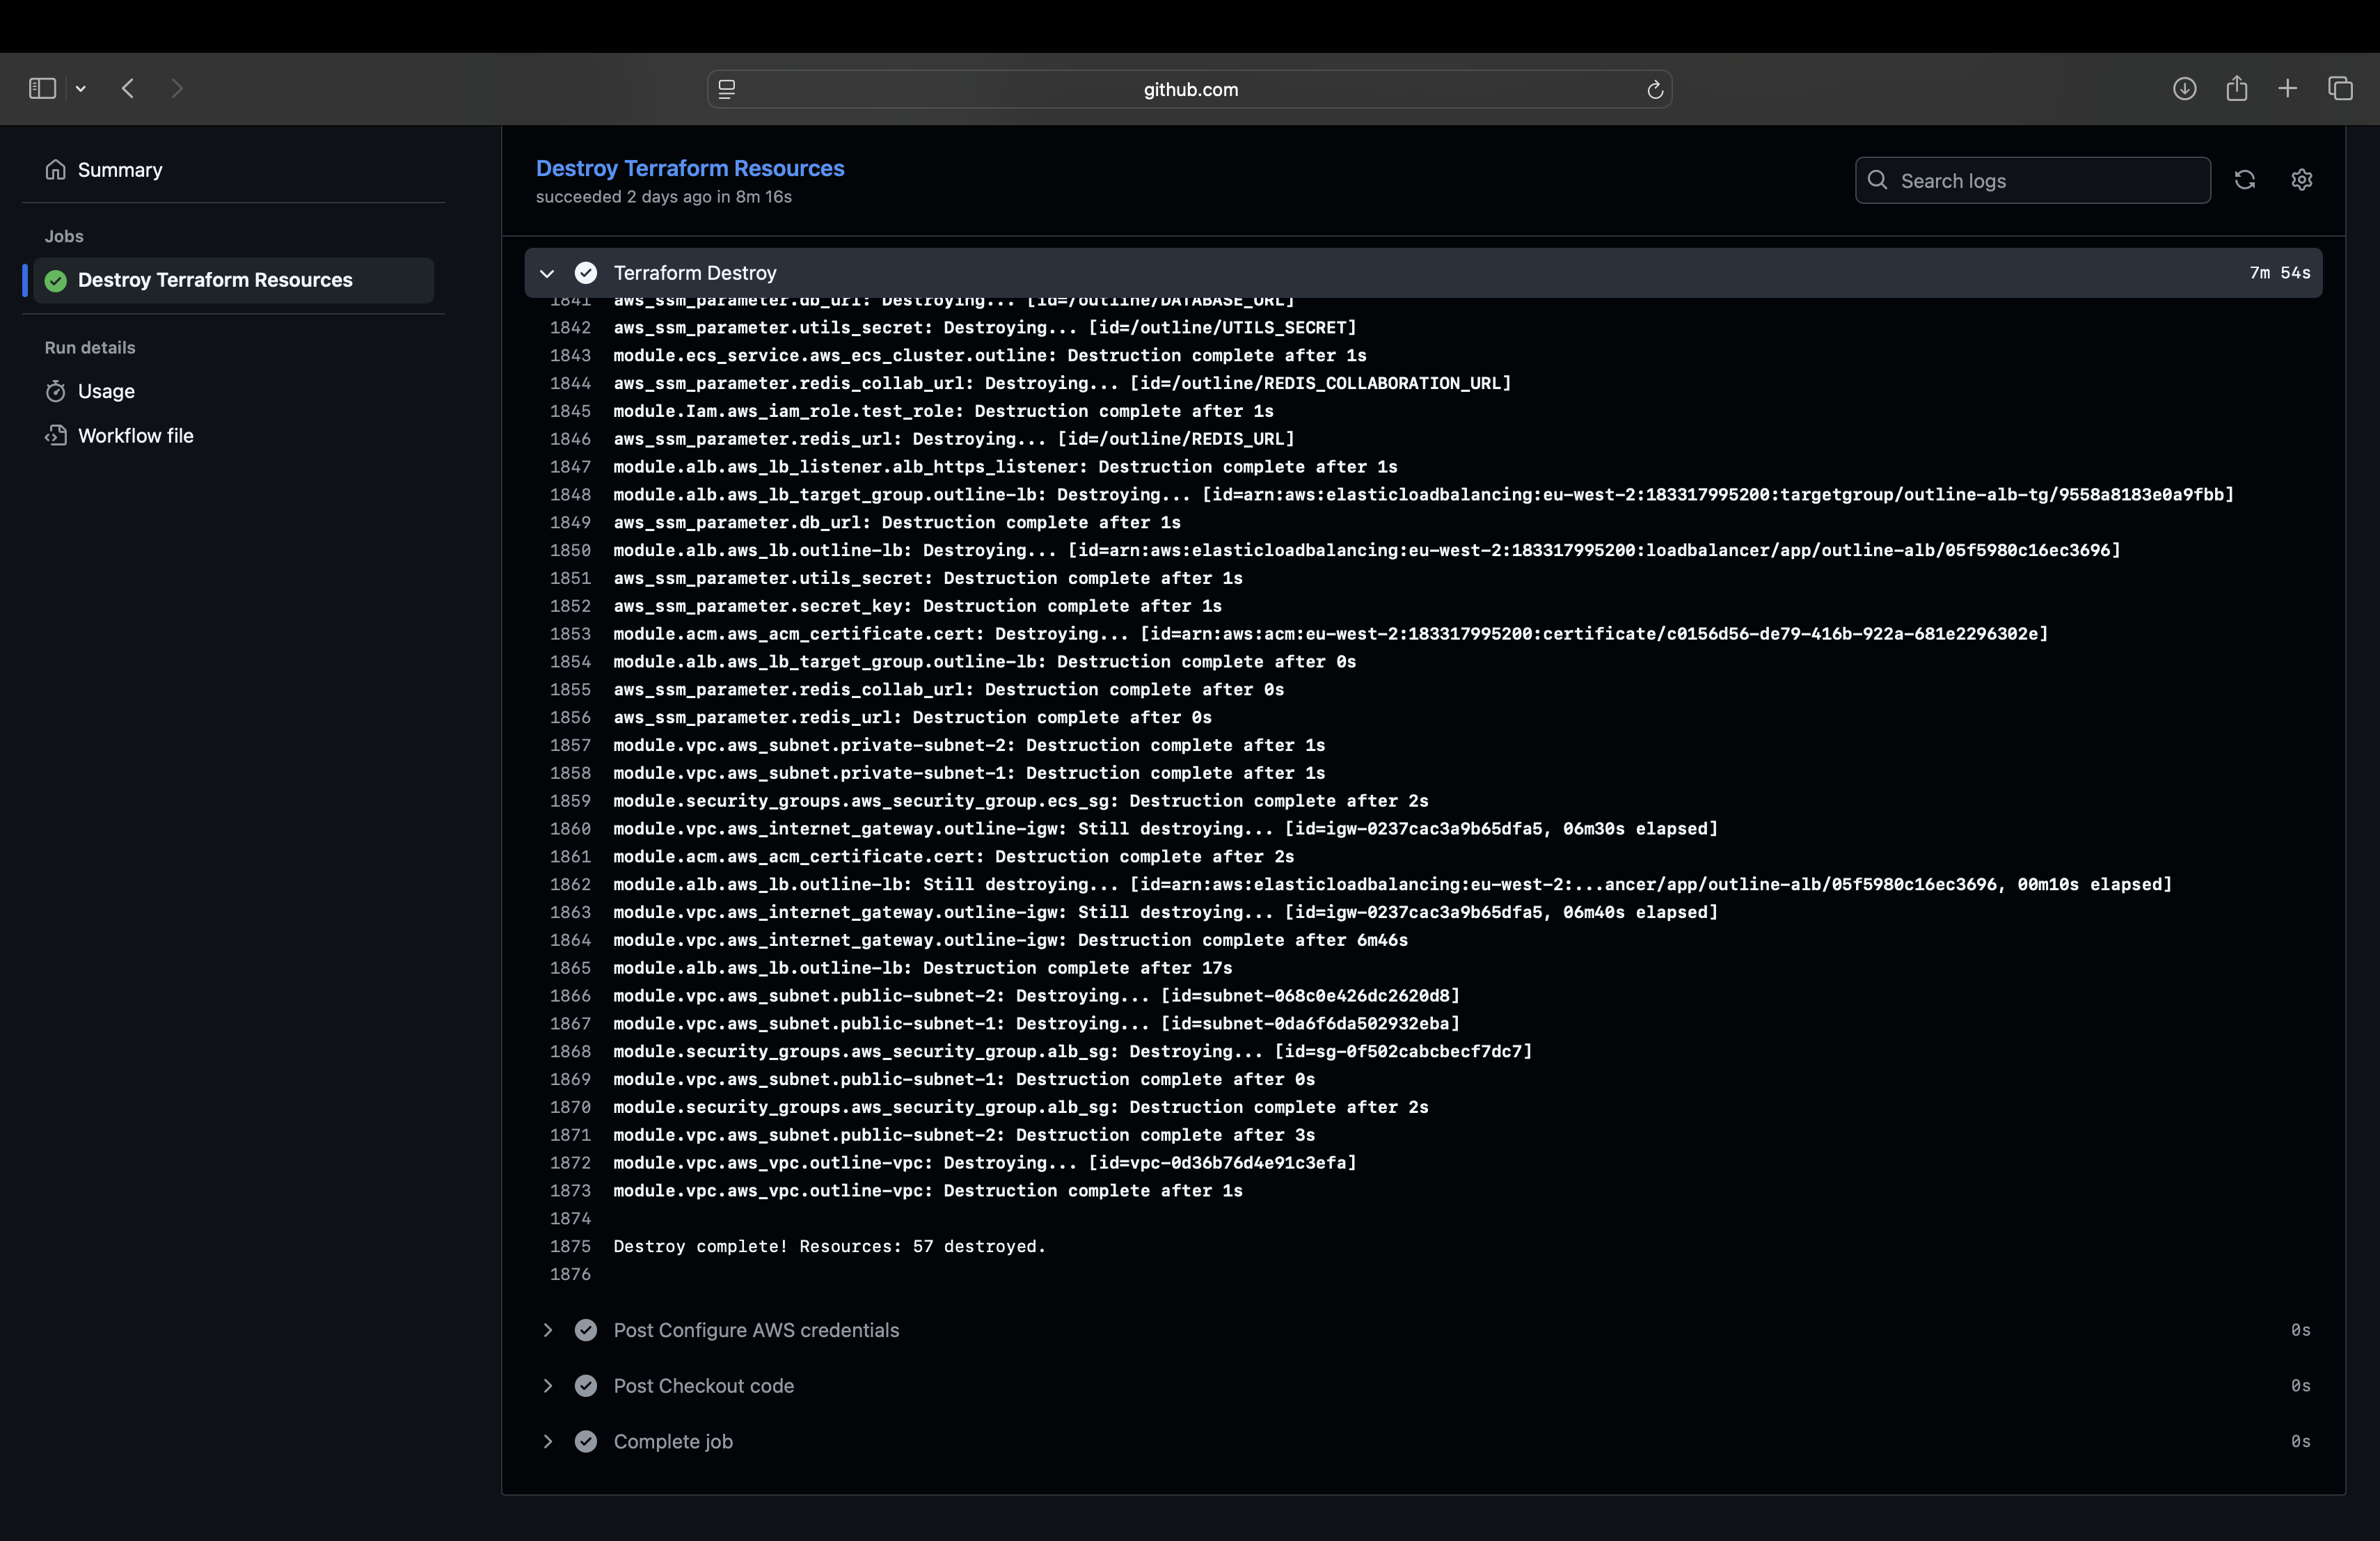 github.com
Summary
Jobs
Destroy Terraform Resources
Run details
Usage
Workflow file
Destroy Terraform Resources
succeeded 2 days ago in 8m 16s
Search logs
Terraform Destroy 7m 54s
1841 aws_ssm_parameter.db_url: Destroying... [id=/outline/DATABASE_URL]
1842 aws_ssm_parameter.utils_secret: Destroying... [id=/outline/UTILS_SECRET]
1843 module.ecs_service.aws_ecs_cluster.outline: Destruction complete after 1s
1844 aws_ssm_parameter.redis_collab_url: Destroying... [id=/outline/REDIS_COLLABORATION_URL]
1845 module.Iam.aws_iam_role.test_role: Destruction complete after 1s
1846 aws_ssm_parameter.redis_url: Destroying... [id=/outline/REDIS_URL]
1847 module.alb.aws_lb_listener.alb_https_listener: Destruction complete after 1s
1848 module.alb.aws_lb_target_group.outline-lb: Destroying... [id=arn:aws:elasticloadbalancing:eu-west-2:183317995200:targetgroup/outline-alb-tg/9558a8183e0a9fbb]
1849 aws_ssm_parameter.db_url: Destruction complete after 1s
1850 module.alb.aws_lb.outline-lb: Destroying... [id=arn:aws:elasticloadbalancing:eu-west-2:183317995200:loadbalancer/app/outline-alb/05f5980c16ec3696]
1851 aws_ssm_parameter.utils_secret: Destruction complete after 1s
1852 aws_ssm_parameter.secret_key: Destruction complete after 1s
1853 module.acm.aws_acm_certificate.cert: Destroying... [id=arn:aws:acm:eu-west-2:183317995200:certificate/c0156d56-de79-416b-922a-681e2296302e]
1854 module.alb.aws_lb_target_group.outline-lb: Destruction complete after 0s
1855 aws_ssm_parameter.redis_collab_url: Destruction complete after 0s
1856 aws_ssm_parameter.redis_url: Destruction complete after 0s
1857 module.vpc.aws_subnet.private-subnet-2: Destruction complete after 1s
1858 module.vpc.aws_subnet.private-subnet-1: Destruction complete after 1s
1859 module.security_groups.aws_security_group.ecs_sg: Destruction complete after 2s
1860 module.vpc.aws_internet_gateway.outline-igw: Still destroying... [id=igw-0237cac3a9b65dfa5, 06m30s elapsed]
1861 module.acm.aws_acm_certificate.cert: Destruction complete after 2s
1862 module.alb.aws_lb.outline-lb: Still destroying... [id=arn:aws:elasticloadbalancing:eu-west-2:...ancer/app/outline-alb/05f5980c16ec3696, 00m10s elapsed]
1863 module.vpc.aws_internet_gateway.outline-igw: Still destroying... [id=igw-0237cac3a9b65dfa5, 06m40s elapsed]
1864 module.vpc.aws_internet_gateway.outline-igw: Destruction complete after 6m46s
1865 module.alb.aws_lb.outline-lb: Destruction complete after 17s
1866 module.vpc.aws_subnet.public-subnet-2: Destroying... [id=subnet-068c0e426dc2620d8]
1867 module.vpc.aws_subnet.public-subnet-1: Destroying... [id=subnet-0da6f6da502932eba]
1868 module.security_groups.aws_security_group.alb_sg: Destroying... [id=sg-0f502cabcbecf7dc7]
1869 module.vpc.aws_subnet.public-subnet-1: Destruction complete after 0s
1870 module.security_groups.aws_security_group.alb_sg: Destruction complete after 2s
1871 module.vpc.aws_subnet.public-subnet-2: Destruction complete after 3s
1872 module.vpc.aws_vpc.outline-vpc: Destroying... [id=vpc-0d36b76d4e91c3efa]
1873 module.vpc.aws_vpc.outline-vpc: Destruction complete after 1s
1874
1875 Destroy complete! Resources: 57 destroyed.
1876
Post Configure AWS credentials 0s
Post Checkout code 0s
Complete job 0s